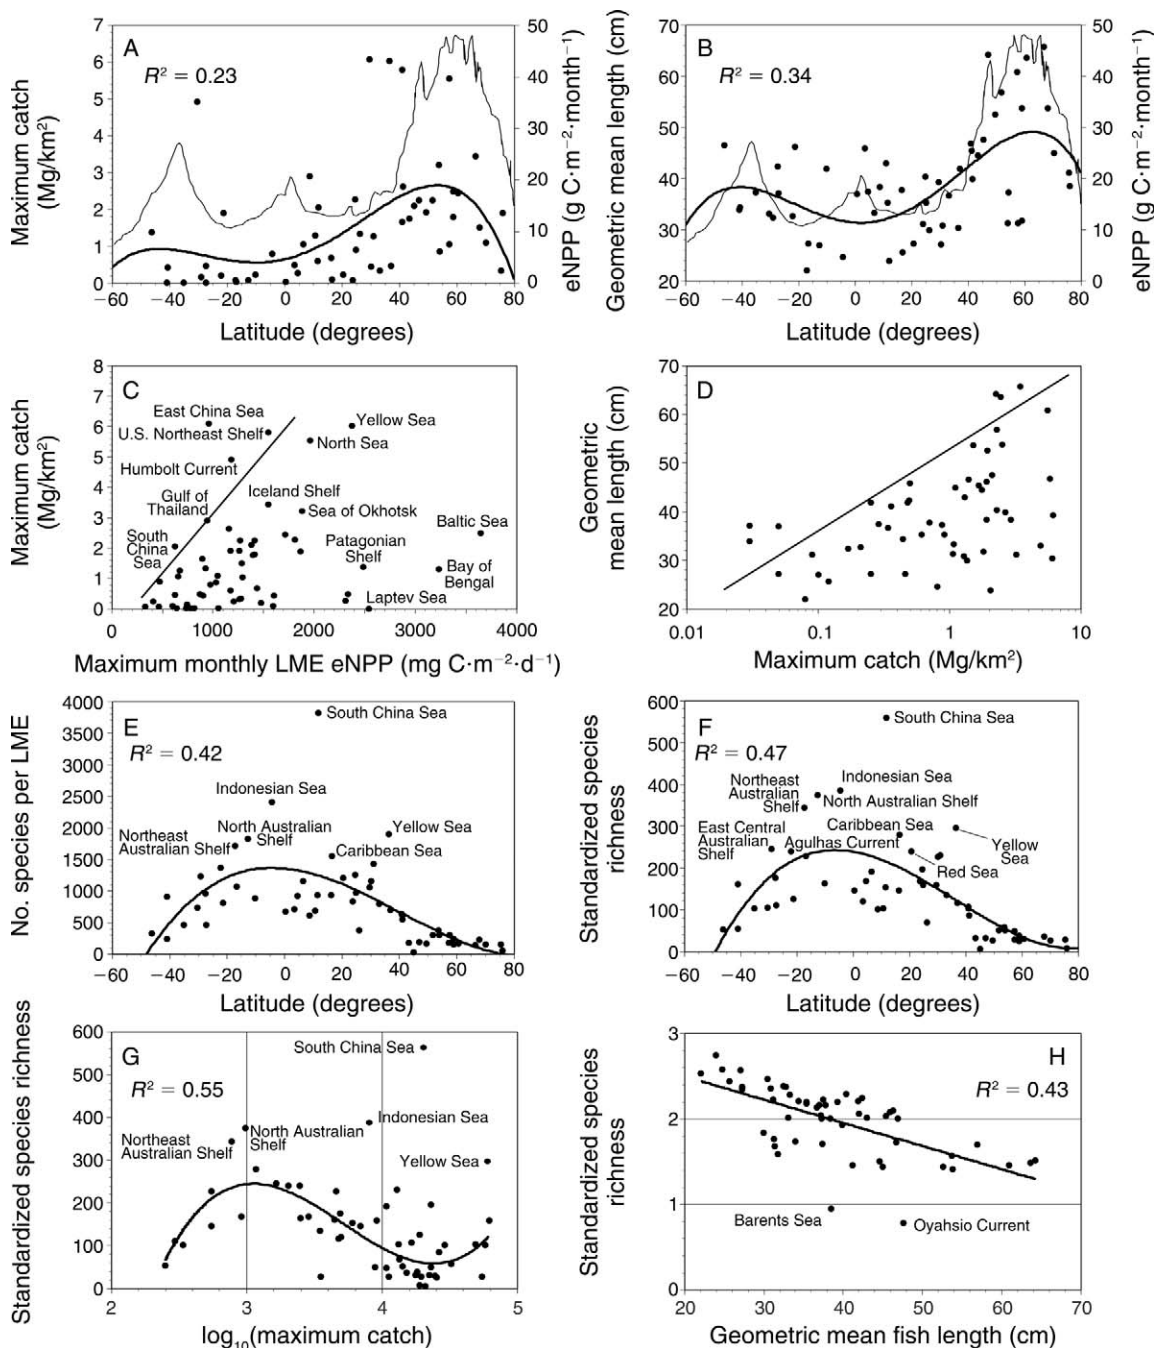 A
R² = 0.23
Maximum catch
(Mg/km²)
7
6
5
4
3
2
1
0
50
40
30
20
10
0
eNPP (g C·m⁻²·month⁻¹)
−60
−40
−20
0
20
40
60
80
Latitude (degrees)
B
R² = 0.34
Geometric mean length (cm)
70
60
50
40
30
20
50
40
30
20
10
0
eNPP (g C·m⁻²·month⁻¹)
−60
−40
−20
0
20
40
60
80
Latitude (degrees)
C
Maximum catch
(Mg/km²)
8
7
6
5
4
3
2
1
0
East China Sea
U.S. Northeast Shelf
Yellow Sea
North Sea
Humbolt Current
Gulf of
Thailand
Iceland Shelf
Sea of Okhotsk
Baltic Sea
South
China
Sea
Patagonian
Shelf
Bay of
Bengal
Laptev Sea
0
1000
2000
3000
4000
Maximum monthly LME eNPP (mg C·m⁻²·d⁻¹)
D
Geometric
mean length (cm)
70
60
50
40
30
20
0.01
0.1
1
10
Maximum catch (Mg/km²)
E
R² = 0.42
No. species per LME
4000
3500
3000
2500
2000
1500
1000
500
0
South China Sea
Indonesian Sea
Northeast
Australian Shelf
North Australian
Shelf
Yellow Sea
Caribbean Sea
−60
−40
−20
0
20
40
60
80
Latitude (degrees)
F
R² = 0.47
Standardized species
richness
600
500
400
300
200
100
0
South China Sea
Northeast
Australian
Shelf
Indonesian Sea
North Australian Shelf
East Central
Australian
Shelf
Caribbean Sea
Agulhas Current
Yellow
Sea
Red Sea
−60
−40
−20
0
20
40
60
80
Latitude (degrees)
G
R² = 0.55
Standardized species richness
600
500
400
300
200
100
0
South China Sea
Indonesian Sea
North Australian
Shelf
Northeast
Australian Shelf
Yellow Sea
2
3
4
5
log₁₀(maximum catch)
H
R² = 0.43
Standardized species
richness
3
2
1
0
Barents Sea
Oyahsio Current
20
30
40
50
60
70
Geometric mean fish length (cm)